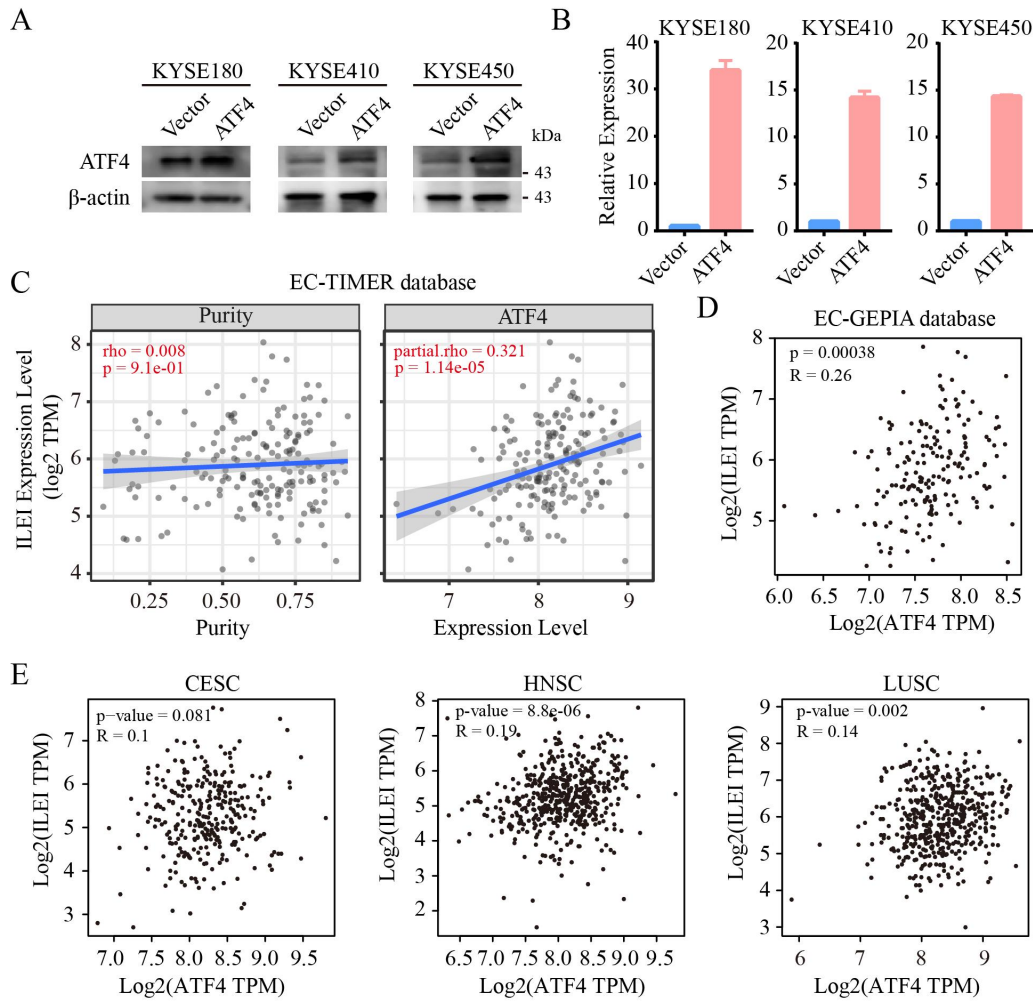 A
KYSE180 KYSE410 KYSE450
Vector ATF4 Vector ATF4 Vector ATF4 kDa
ATF4 - 43
β-actin - 43
B
KYSE180 KYSE410 KYSE450
Relative Expression
40
30
20
10
0
Vector ATF4
20
15
10
5
0
Vector ATF4
20
15
10
5
0
Vector ATF4
C
EC-TIMER database
Purity ATF4
rho = 0.008
p = 9.1e-01
partial.rho = 0.321
p = 1.14e-05
ILEI Expression Level
(log2 TPM)
8
7
6
5
4
0.25 0.50 0.75
Purity
7 8 9
Expression Level
D
EC-GEPIA database
p = 0.00038
R = 0.26
Log2(ILEI TPM)
8
7
6
5
6.0 6.5 7.0 7.5 8.0 8.5
Log2(ATF4 TPM)
E
CESC
p−value = 0.081
R = 0.1
Log2(ILEI TPM)
7
6
5
4
3
7.0 7.5 8.0 8.5 9.0 9.5
Log2(ATF4 TPM)
HNSC
p-value = 8.8e-06
R = 0.19
Log2(ILEI TPM)
8
7
6
5
4
3
2
6.5 7.0 7.5 8.0 8.5 9.0 9.5
Log2(ATF4 TPM)
LUSC
p-value = 0.002
R = 0.14
Log2(ILEI TPM)
9
8
7
6
5
4
3
6 7 8 9
Log2(ATF4 TPM)